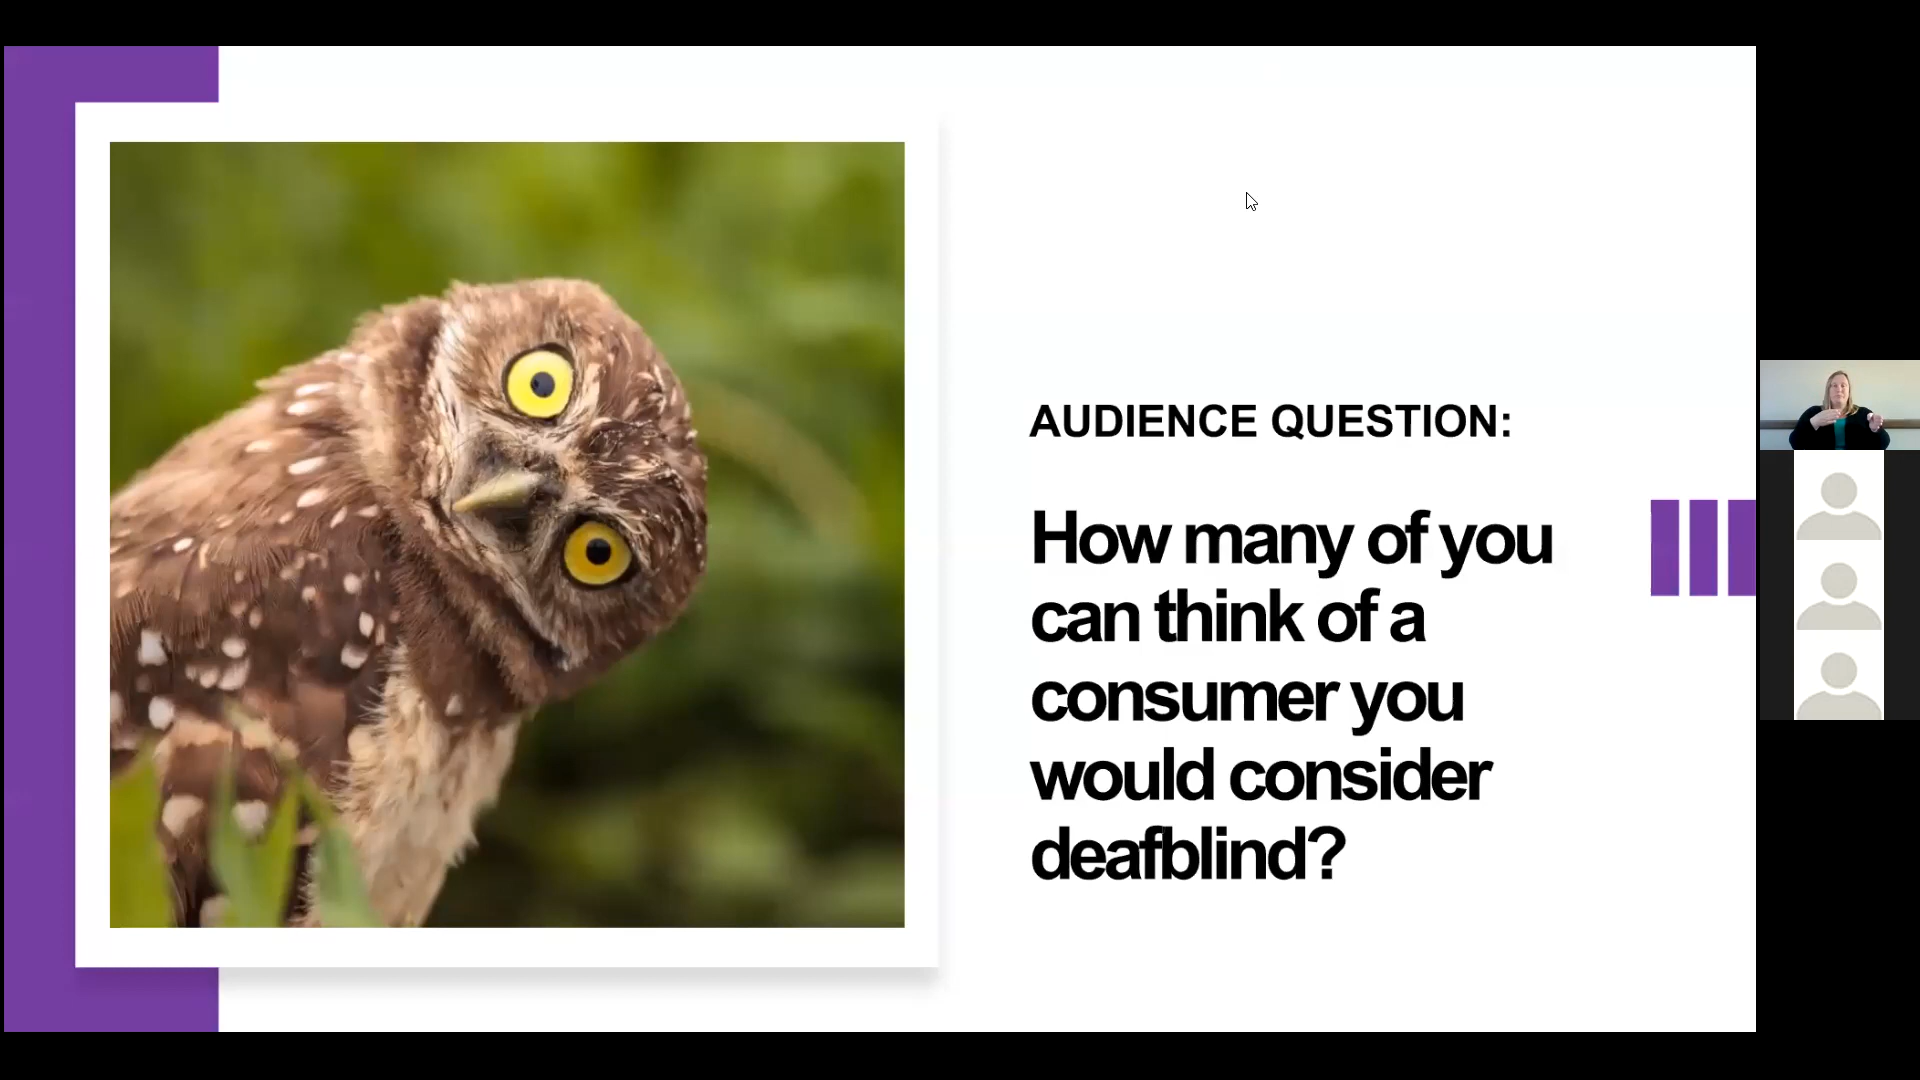 AUDIENCE QUESTION:
How many of you
can think of a
consumer you
would consider
deafblind?